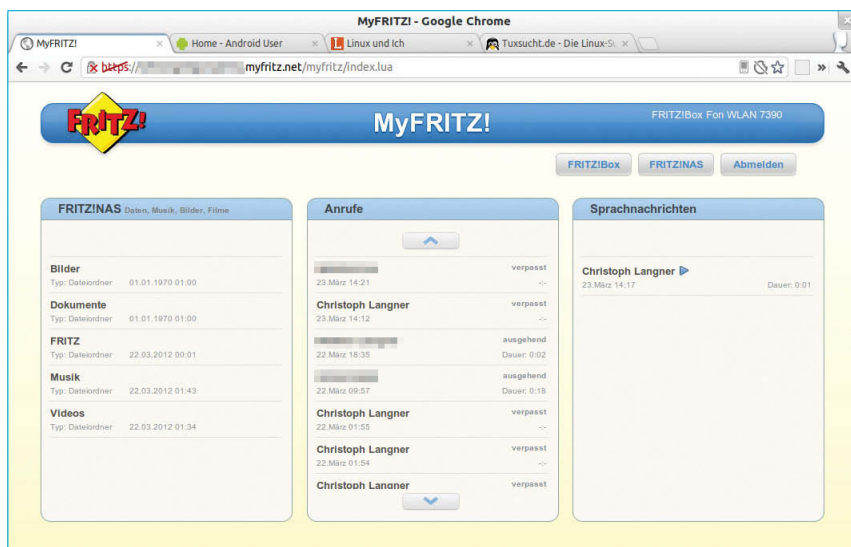 MyFRITZ! - Google Chrome
MyFRITZ!
Home - Android User
Linux und Ich
Tuxsucht.de - Die Linux-Su
https://
myfritz.net/myfritz/index.lua
FRITZ!
MyFRITZ!
FRITZ!Box Fon WLAN 7390
FRITZ!Box
FRITZ!NAS
Abmelden
FRITZ!NAS Daten, Musik, Bilder, Filme
Bilder
Typ: Dateiordner 01.01.1970 01:00
Dokumente
Typ: Dateiordner 01.01.1970 01:00
FRITZ
Typ: Dateiordner 22.03.2012 00:01
Musik
Typ: Dateiordner 22.03.2012 01:43
Videos
Typ: Dateiordner 22.03.2012 01:34
Anrufe
verpasst
23.März 14:21 -:-
Christoph Langner verpasst
23.März 14:12 -:-
ausgehend
22.März 18:35 Dauer: 0:02
ausgehend
22.März 09:57 Dauer: 0:18
Christoph Langner verpasst
22.März 01:55 -:-
Christoph Langner verpasst
22.März 01:54 -:-
Christoph Langner verpasst
Sprachnachrichten
Christoph Langner
23.März 14:17 Dauer: 0:01